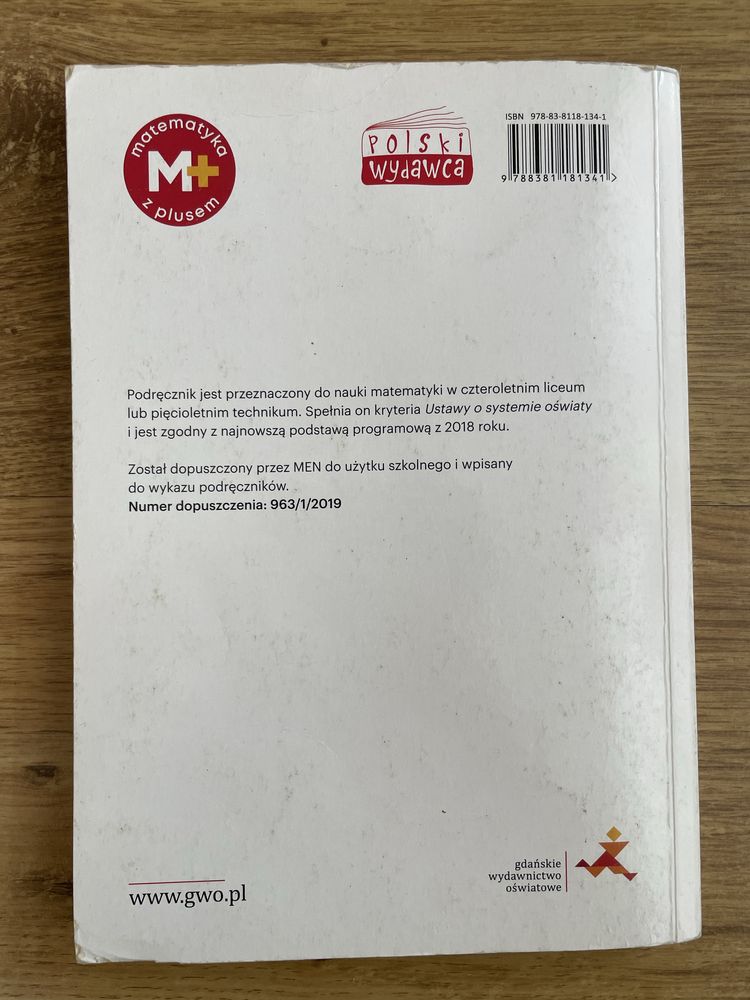 matematyka
M+
z plusem
Polski
wydawca
ISBN 978-83-8118-134-1
9 788381 181341 >
Podręcznik jest przeznaczony do nauki matematyki w czteroletnim liceum
lub pięcioletnim technikum. Spełnia on kryteria Ustawy o systemie oświaty
i jest zgodny z najnowszą podstawą programową z 2018 roku.
Został dopuszczony przez MEN do użytku szkolnego i wpisany
do wykazu podręczników.
Numer dopuszczenia: 963/1/2019
www.gwo.pl
gdańskie
wydawnictwo
oświatowe